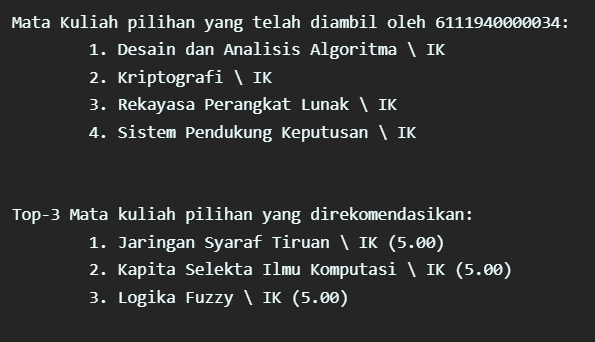 Mata Kuliah pilihan yang telah diambil oleh 6111940000034:
1. Desain dan Analisis Algoritma \ IK
2. Kriptografi \ IK
3. Rekayasa Perangkat Lunak \ IK
4. Sistem Pendukung Keputusan \ IK
Top-3 Mata kuliah pilihan yang direkomendasikan:
1. Jaringan Syaraf Tiruan \ IK (5.00)
2. Kapita Selekta Ilmu Komputasi \ IK (5.00)
3. Logika Fuzzy \ IK (5.00)